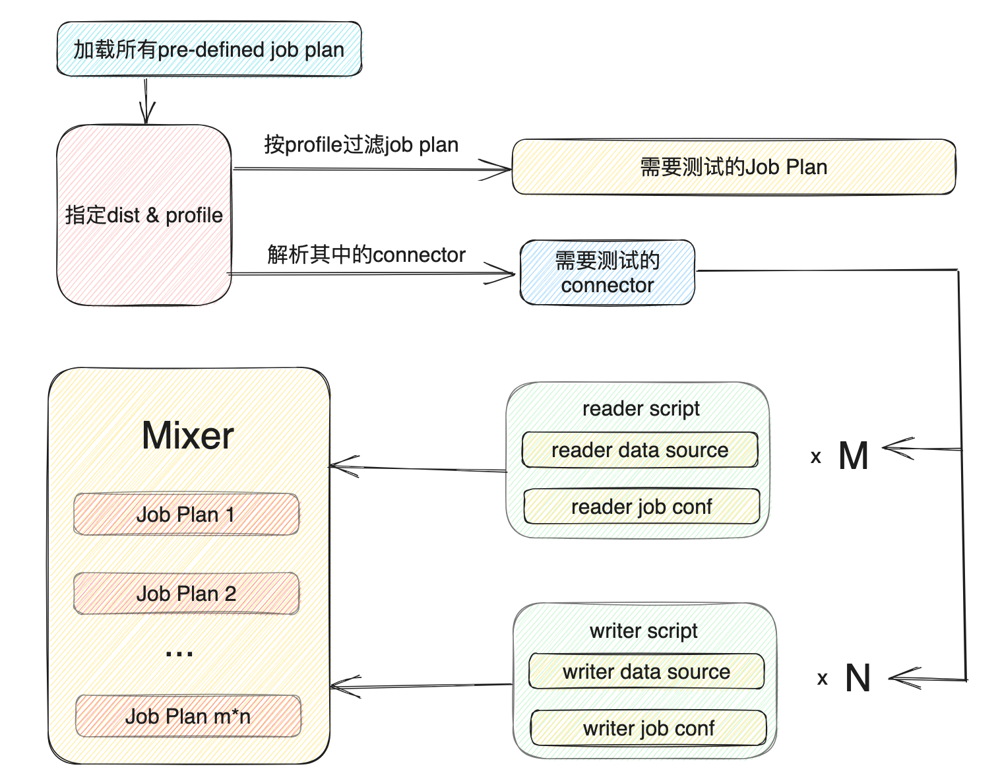 加载所有pre-defined job plan
按profile过滤job plan
需要测试的Job Plan
指定dist & profile
解析其中的connector
需要测试的
connector
Mixer
Job Plan 1
Job Plan 2
...
Job Plan m*n
reader script
reader data source
reader job conf
x M
writer script
writer data source
writer job conf
x N